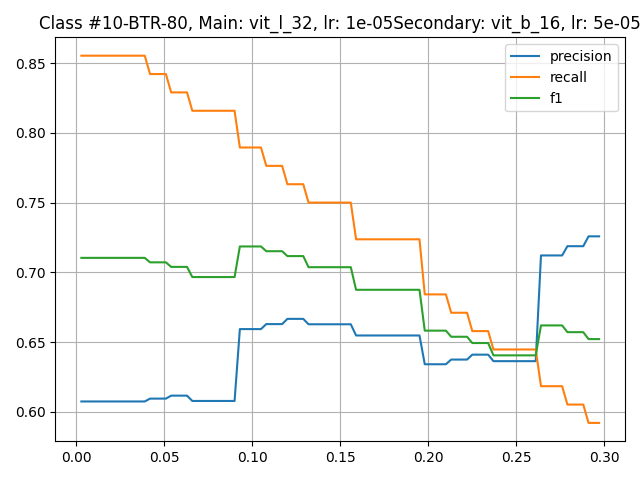 Class #10-BTR-80, Main: vit_l_32, lr: 1e-05Secondary: vit_b_16, lr: 5e-05
precision
recall
f1
0.85
0.80
0.75
0.70
0.65
0.60
0.00 0.05 0.10 0.15 0.20 0.25 0.30